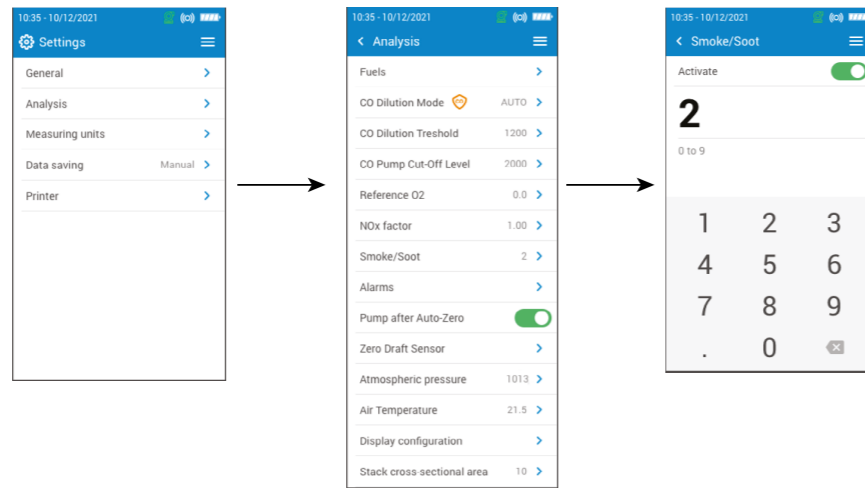 10:35 - 10/12/2021
Settings
General
Analysis
Measuring units
Data saving Manual
Printer
10:35 - 10/12/2021
Analysis
Fuels
CO Dilution Mode AUTO
CO Dilution Treshold 1200
CO Pump Cut-Off Level 2000
Reference O2 0.0
NOx factor 1.00
Smoke/Soot 2
Alarms
Pump after Auto-Zero
Zero Draft Sensor
Atmospheric pressure 1013
Air Temperature 21.5
Display configuration
Stack cross-sectional area 10
10:35 - 10/12/2021
Smoke/Soot
Activate
2
0 to 9
1 2 3
4 5 6
7 8 9
. 0